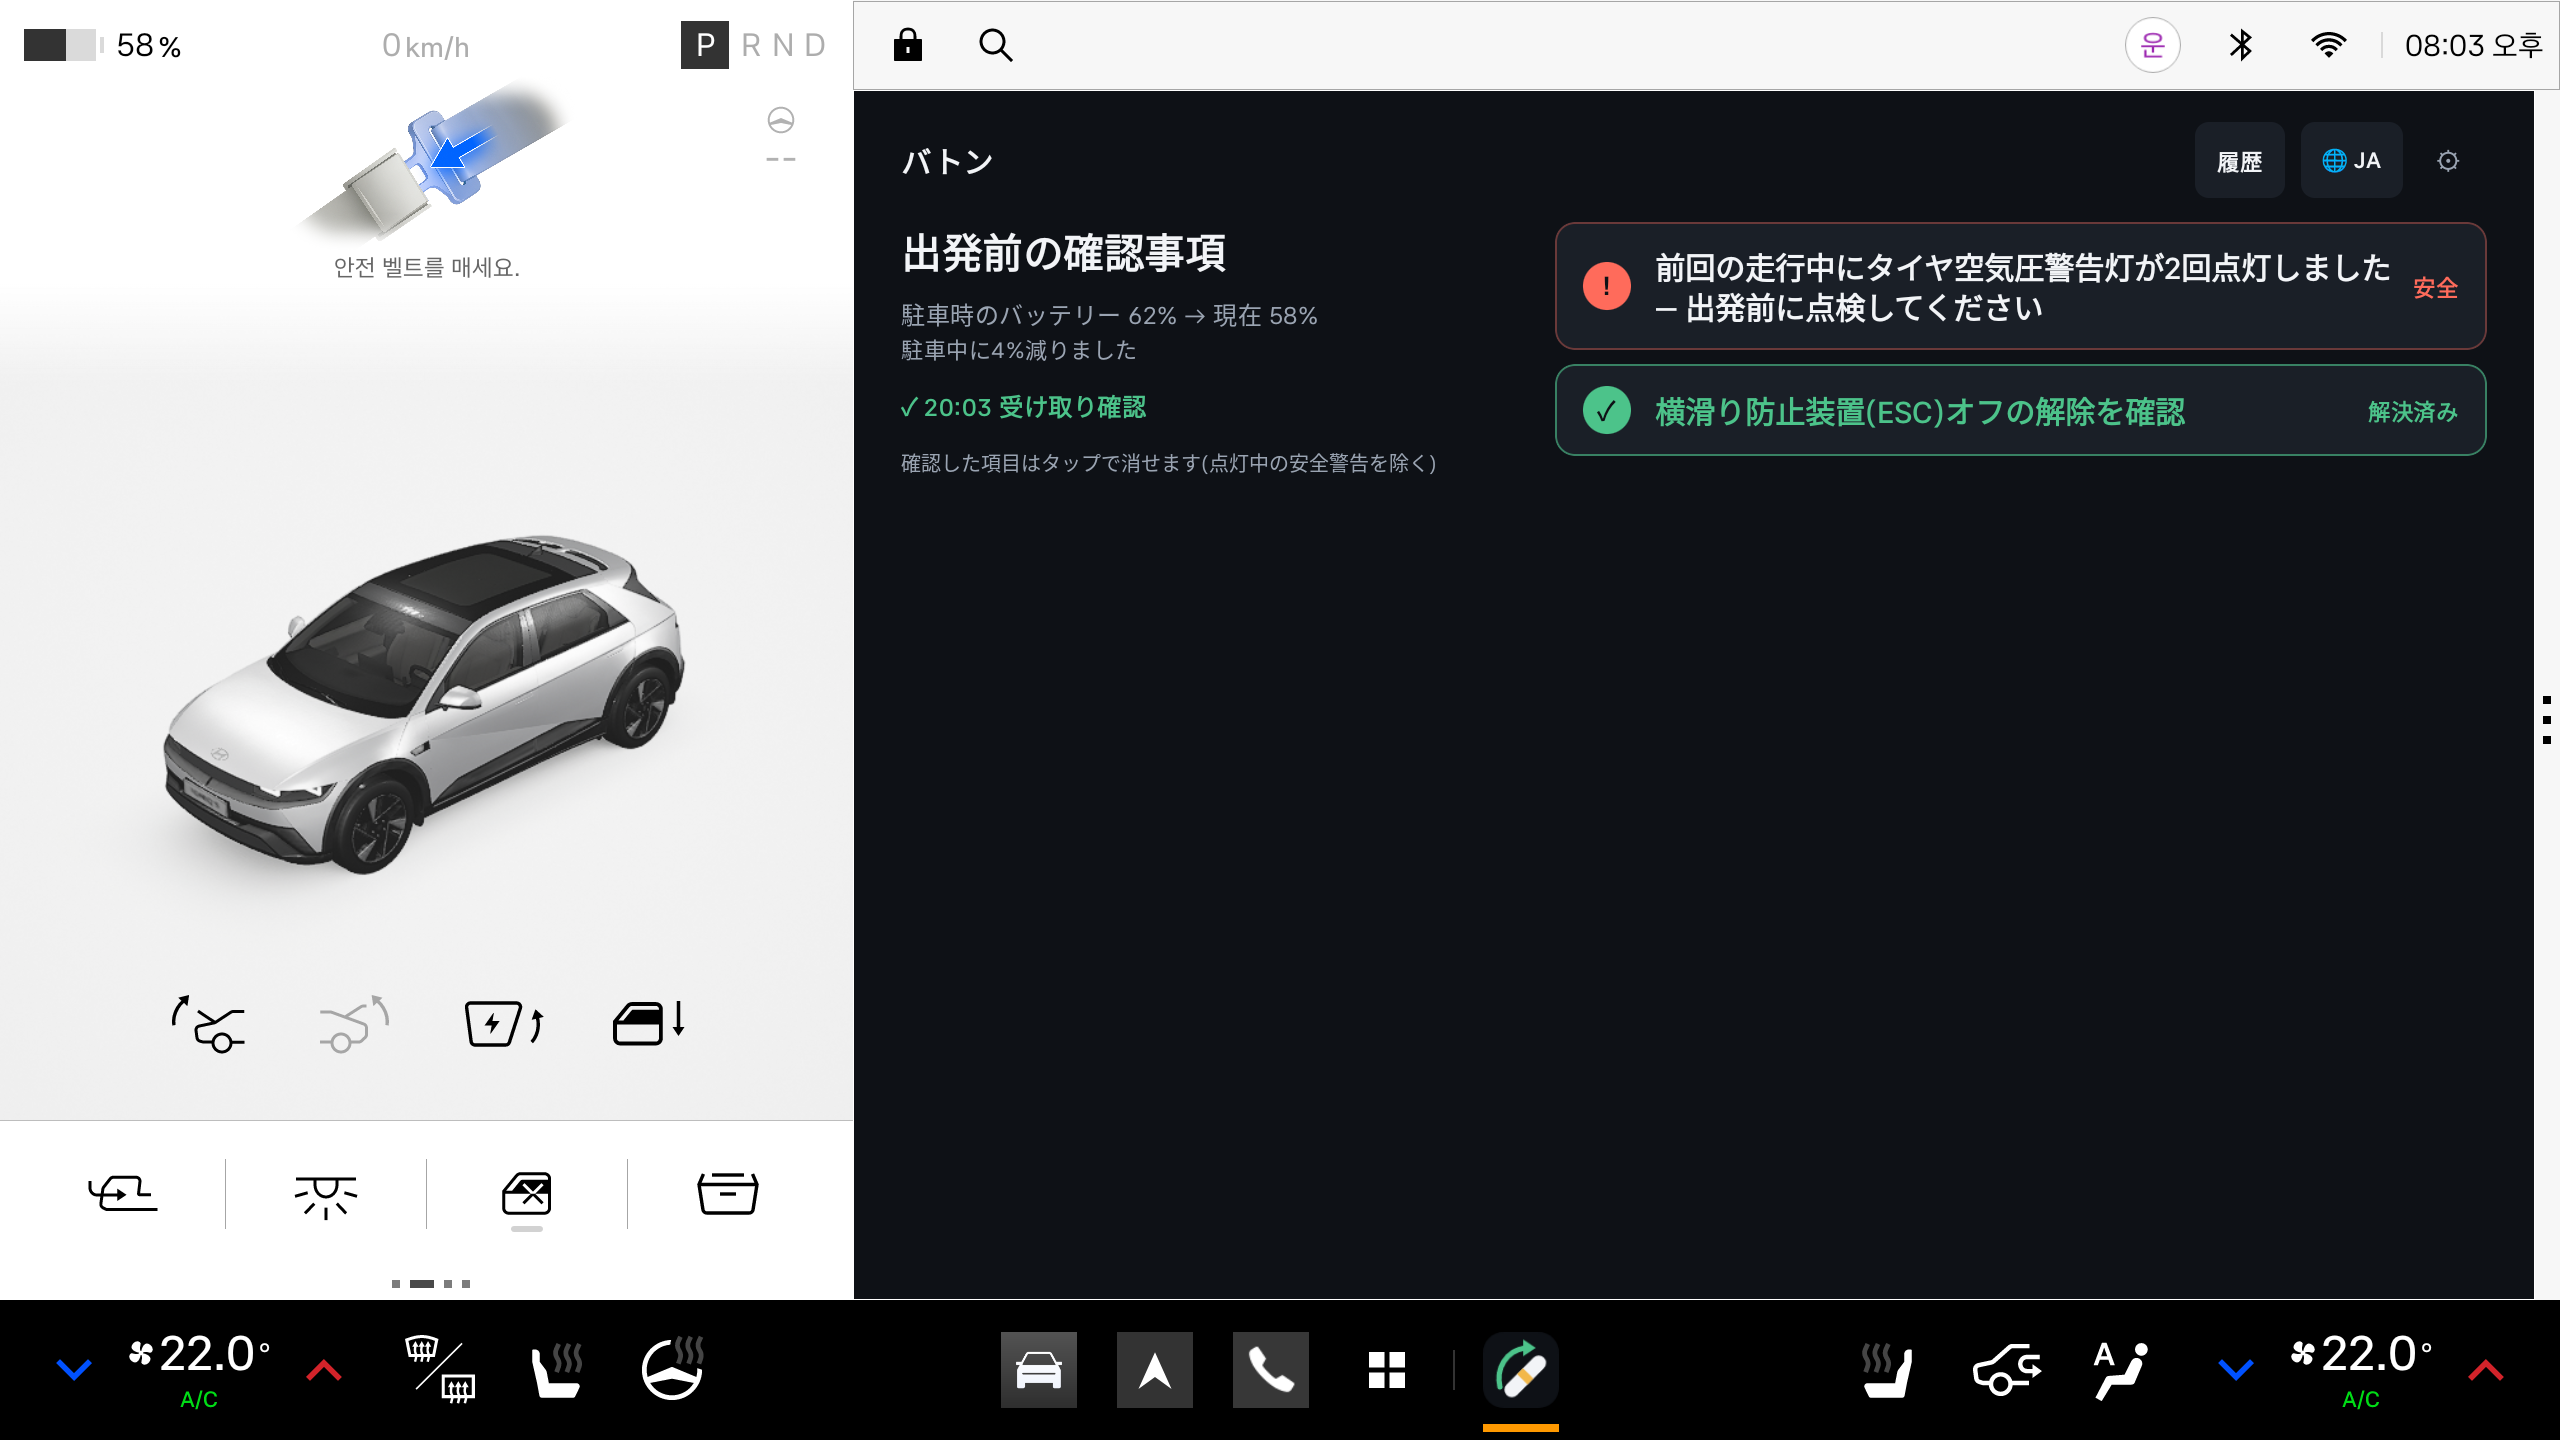 58%
0km/h
P R N D
안전 벨트를 매세요.
운
08:03 오후
バトン
履歴
JA
出発前の確認事項
駐車時のバッテリー 62% → 現在 58%
駐車中に4%減りました
✓ 20:03 受け取り確認
確認した項目はタップで消せます(点灯中の安全警告を除く)
前回の走行中にタイヤ空気圧警告灯が2回点灯しました
— 出発前に点検してください
安全
横滑り防止装置(ESC)オフの解除を確認
解決済み
22.0°
A/C
A
22.0°
A/C